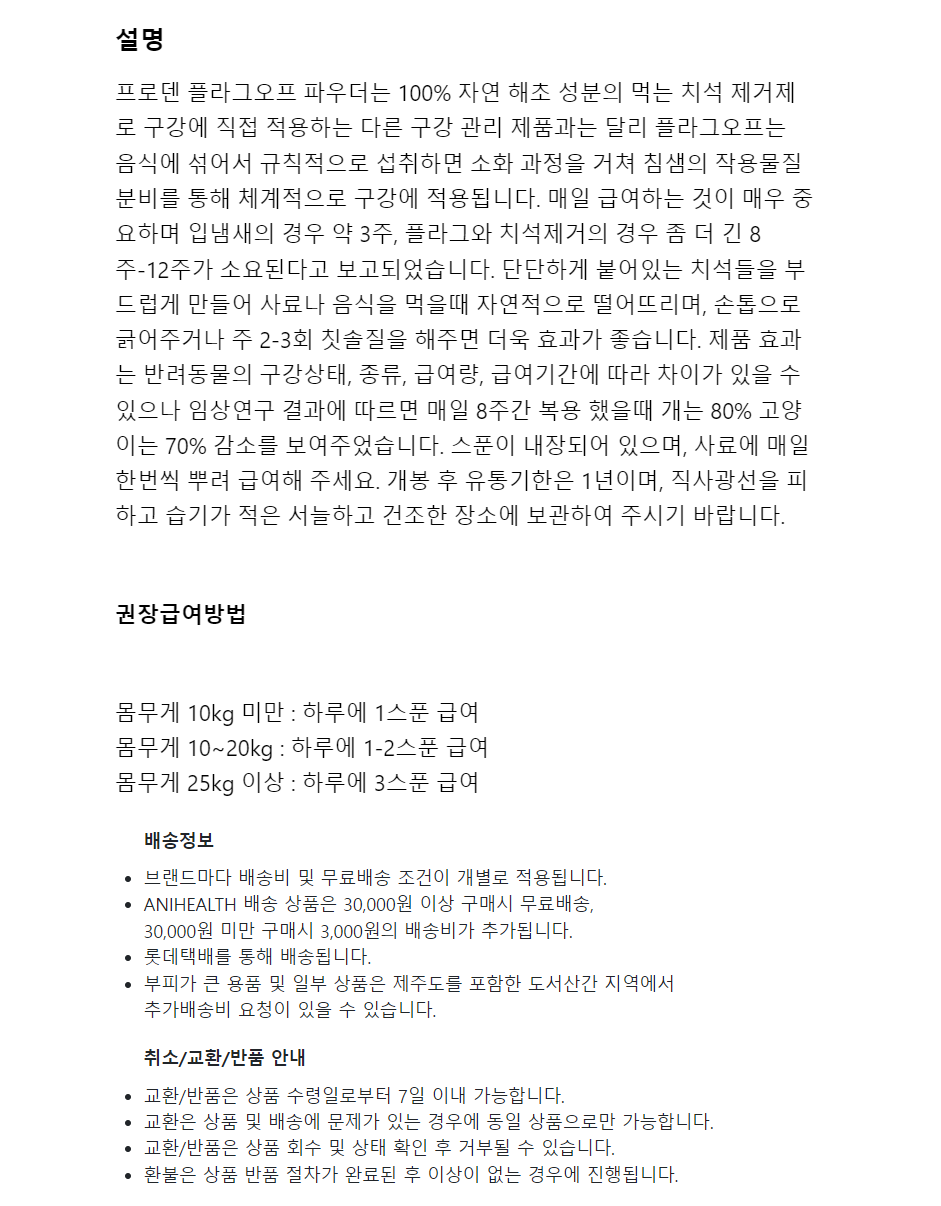 설명
프로덴 플라그오프 파우더는 100% 자연 해초 성분의 먹는 치석 제거제
로 구강에 직접 적용하는 다른 구강 관리 제품과는 달리 플라그오프는
음식에 섞어서 규칙적으로 섭취하면 소화 과정을 거쳐 침샘의 작용물질
분비를 통해 체계적으로 구강에 적용됩니다. 매일 급여하는 것이 매우 중
요하며 입냄새의 경우 약 3주, 플라그와 치석제거의 경우 좀 더 긴 8
주-12주가 소요된다고 보고되었습니다. 단단하게 붙어있는 치석들을 부
드럽게 만들어 사료나 음식을 먹을때 자연적으로 떨어뜨리며, 손톱으로
긁어주거나 주 2-3회 칫솔질을 해주면 더욱 효과가 좋습니다. 제품 효과
는 반려동물의 구강상태, 종류, 급여량, 급여기간에 따라 차이가 있을 수
있으나 임상연구 결과에 따르면 매일 8주간 복용 했을때 개는 80% 고양
이는 70% 감소를 보여주었습니다. 스푼이 내장되어 있으며, 사료에 매일
한번씩 뿌려 급여해 주세요. 개봉 후 유통기한은 1년이며, 직사광선을 피
하고 습기가 적은 서늘하고 건조한 장소에 보관하여 주시기 바랍니다.
권장급여방법
몸무게 10kg 미만 : 하루에 1스푼 급여
몸무게 10~20kg : 하루에 1-2스푼 급여
몸무게 25kg 이상 : 하루에 3스푼 급여
배송정보
• 브랜드마다 배송비 및 무료배송 조건이 개별로 적용됩니다.
• ANIHEALTH 배송 상품은 30,000원 이상 구매시 무료배송,
30,000원 미만 구매시 3,000원의 배송비가 추가됩니다.
• 롯데택배를 통해 배송됩니다.
• 부피가 큰 용품 및 일부 상품은 제주도를 포함한 도서산간 지역에서
추가배송비 요청이 있을 수 있습니다.
취소/교환/반품 안내
• 교환/반품은 상품 수령일로부터 7일 이내 가능합니다.
• 교환은 상품 및 배송에 문제가 있는 경우에 동일 상품으로만 가능합니다.
• 교환/반품은 상품 회수 및 상태 확인 후 거부될 수 있습니다.
• 환불은 상품 반품 절차가 완료된 후 이상이 없는 경우에 진행됩니다.